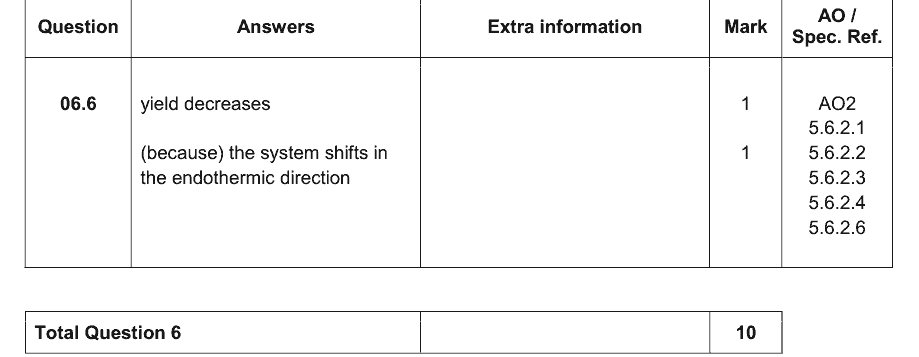 Question Answers Extra information Mark AO /
Spec. Ref.
06.6 yield decreases 1 AO2
5.6.2.1
(because) the system shifts in 1 5.6.2.2
the endothermic direction 5.6.2.3
5.6.2.4
5.6.2.6
Total Question 6 10